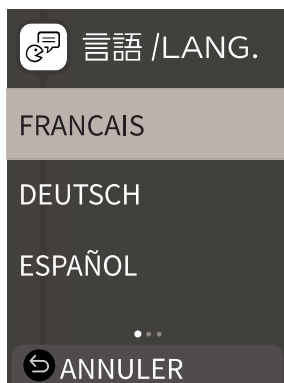 言語 /LANG.
FRANCAIS
DEUTSCH
ESPAÑOL
ANNULER